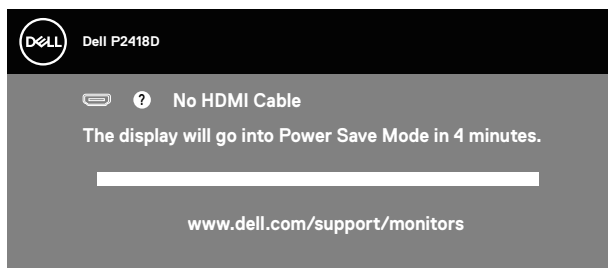 DELL
Dell P2418D
? No HDMI Cable
The display will go into Power Save Mode in 4 minutes.
www.dell.com/support/monitors